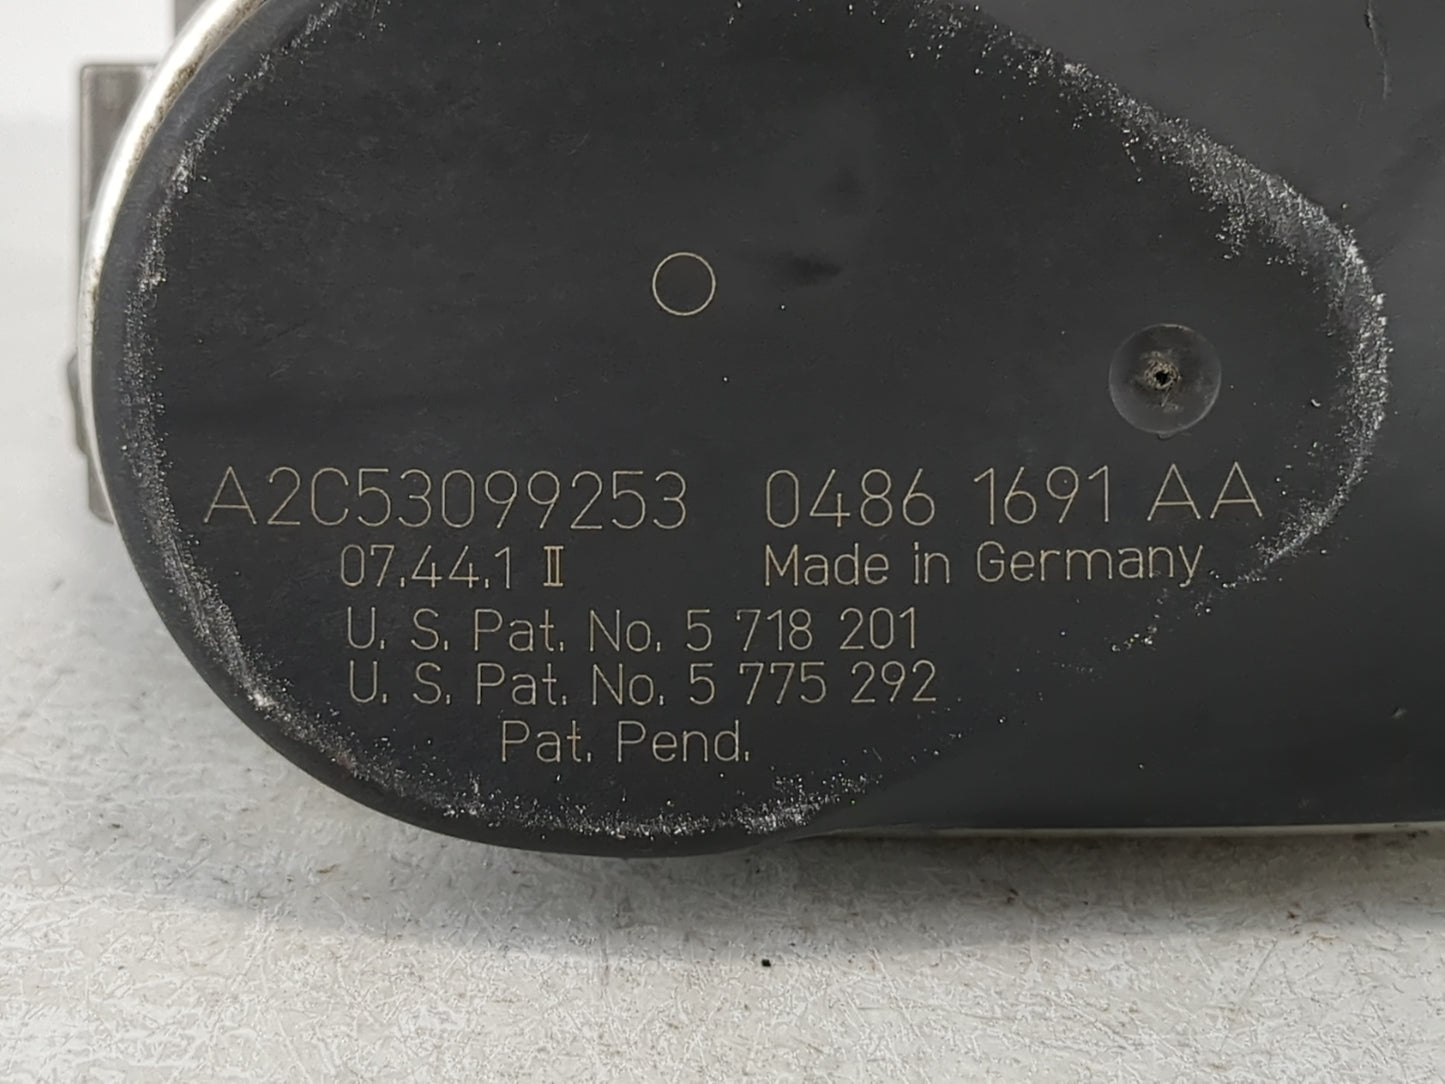 A2C53099253 0486 1691 AA
07.44.1 II Made in Germany
U. S. Pat. No. 5 718 201
U. S. Pat. No. 5 775 292
Pat. Pend.